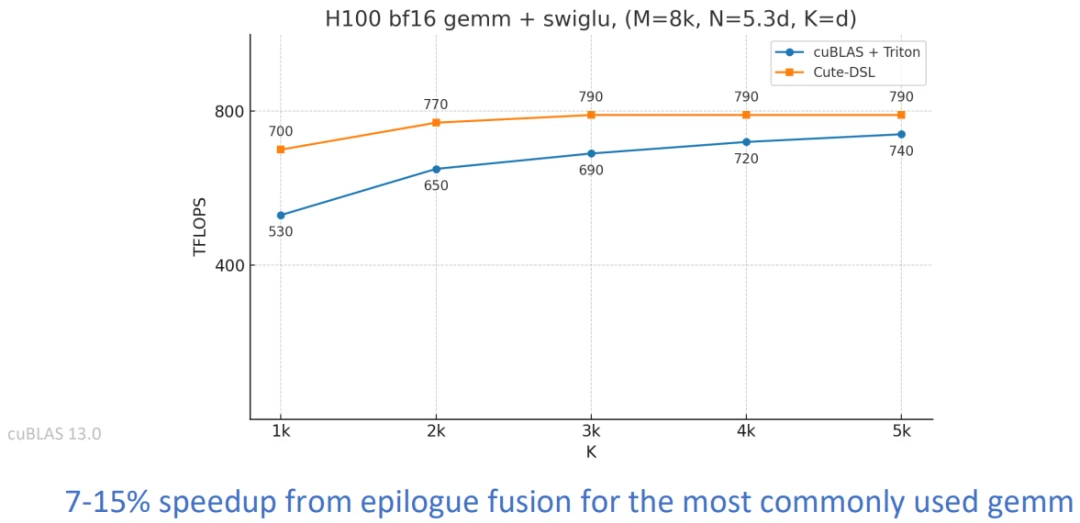 H100 bf16 gemm + swiglu, (M=8k, N=5.3d, K=d)
cuBLAS + Triton
Cute-DSL
790
790
790
770
800
700
740
720
690
650
TFLOPS
530
400
cuBLAS 13.0
1k
2k
3k
4k
5k
K
7-15% speedup from epilogue fusion for the most commonly used gemm